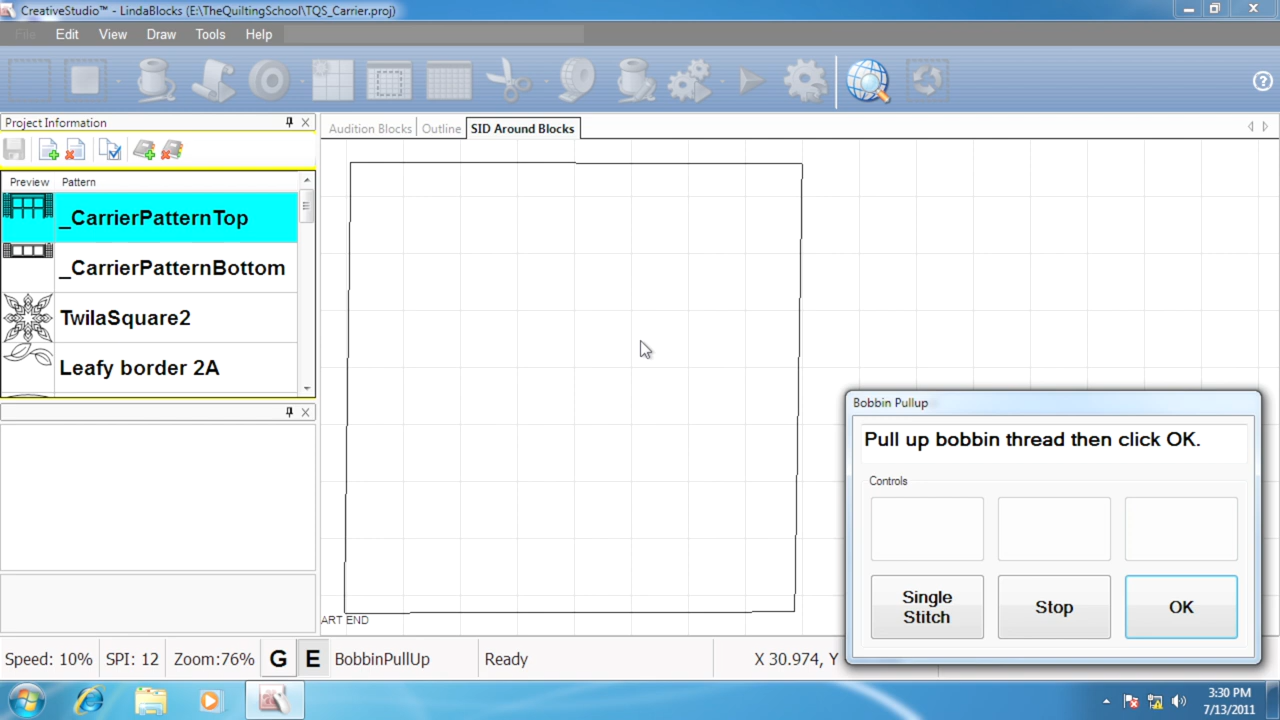 CreativeStudio™ - LindaBlocks (E:\TheQuiltingSchool\TQS_Carrier.proj)
File Edit View Draw Tools Help
Project Information
Audition Blocks Outline SID Around Blocks
Preview Pattern
_CarrierPatternTop
_CarrierPatternBottom
TwilaSquare2
Leafy border 2A
ART END
Bobbin Pullup
Pull up bobbin thread then click OK.
Controls
Single
Stitch
Stop
OK
Speed: 10% SPI: 12 Zoom:76% G E BobbinPullUp Ready X 30.974, Y
3:30 PM
7/13/2011